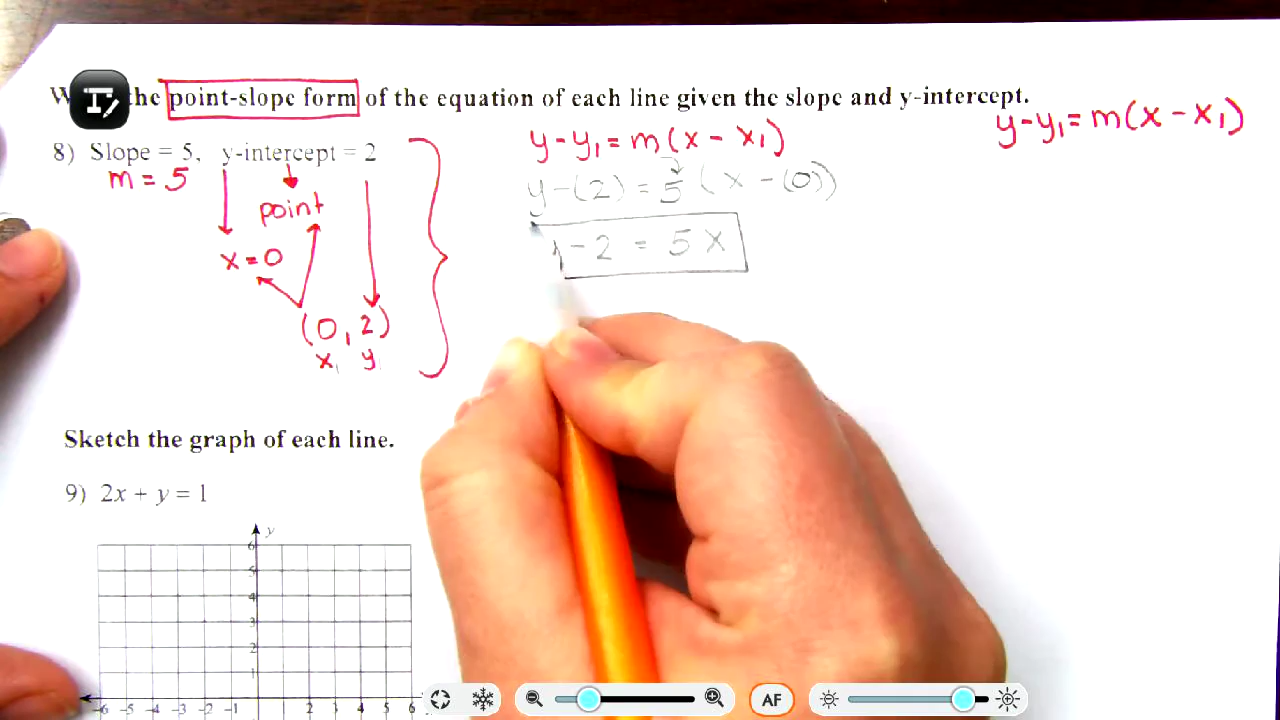 the point-slope form of the equation of each line given the slope and y-intercept.
y-y₁=m(x-x₁)
8) Slope = 5, y-intercept = 2
m = 5
point
x=0
(0, 2)
x₁ y₁
y-y₁=m(x-x₁)
y-(2)=5(x-(0))
-2 = 5x
Sketch the graph of each line.
9) 2x + y = 1
y
6
5
4
3
2
1
-6 -5 -4 -3 -2 -1 1 2 3 4 5 6
AF